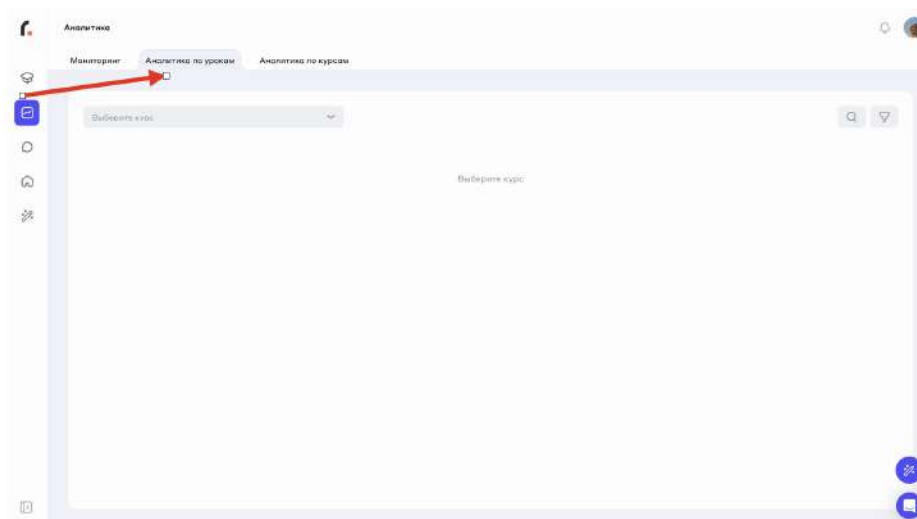 Аналитика
Мониторинг Аналитика по урокам Аналитика по курсам
Выберите курс
Выберите курс